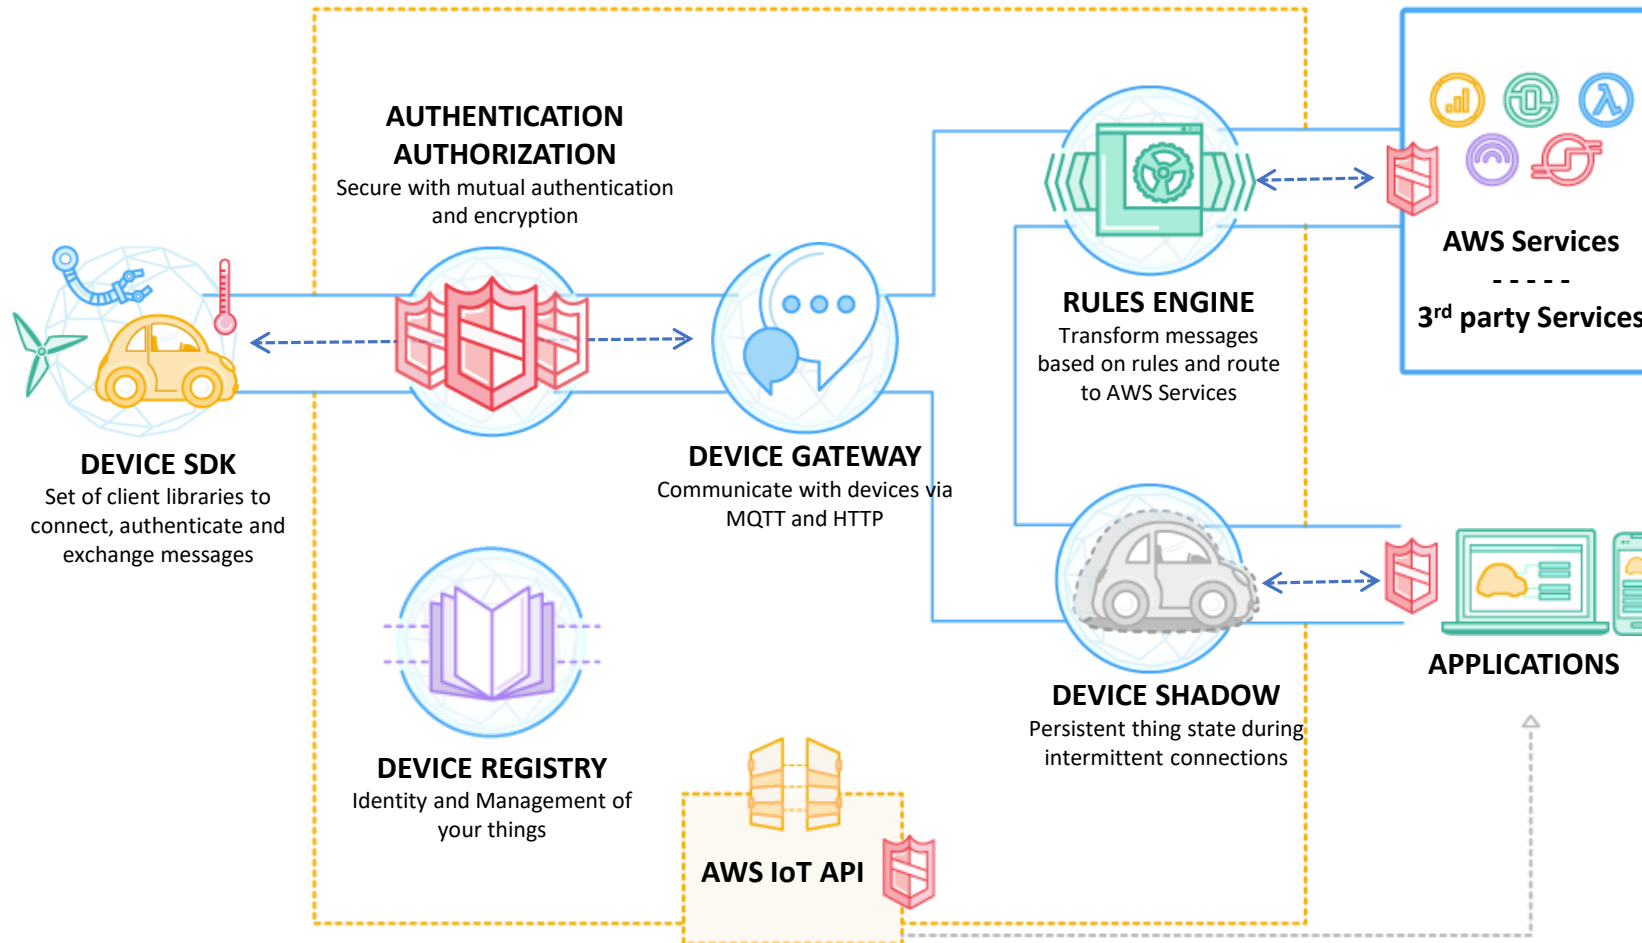 AUTHENTICATION
AUTHORIZATION
Secure with mutual authentication
and encryption
DEVICE SDK
Set of client libraries to
connect, authenticate and
exchange messages
DEVICE GATEWAY
Communicate with devices via
MQTT and HTTP
RULES ENGINE
Transform messages
based on rules and route
to AWS Services
AWS Services
- - - - -
3rd party Services
DEVICE REGISTRY
Identity and Management of
your things
DEVICE SHADOW
Persistent thing state during
intermittent connections
APPLICATIONS
AWS IoT API